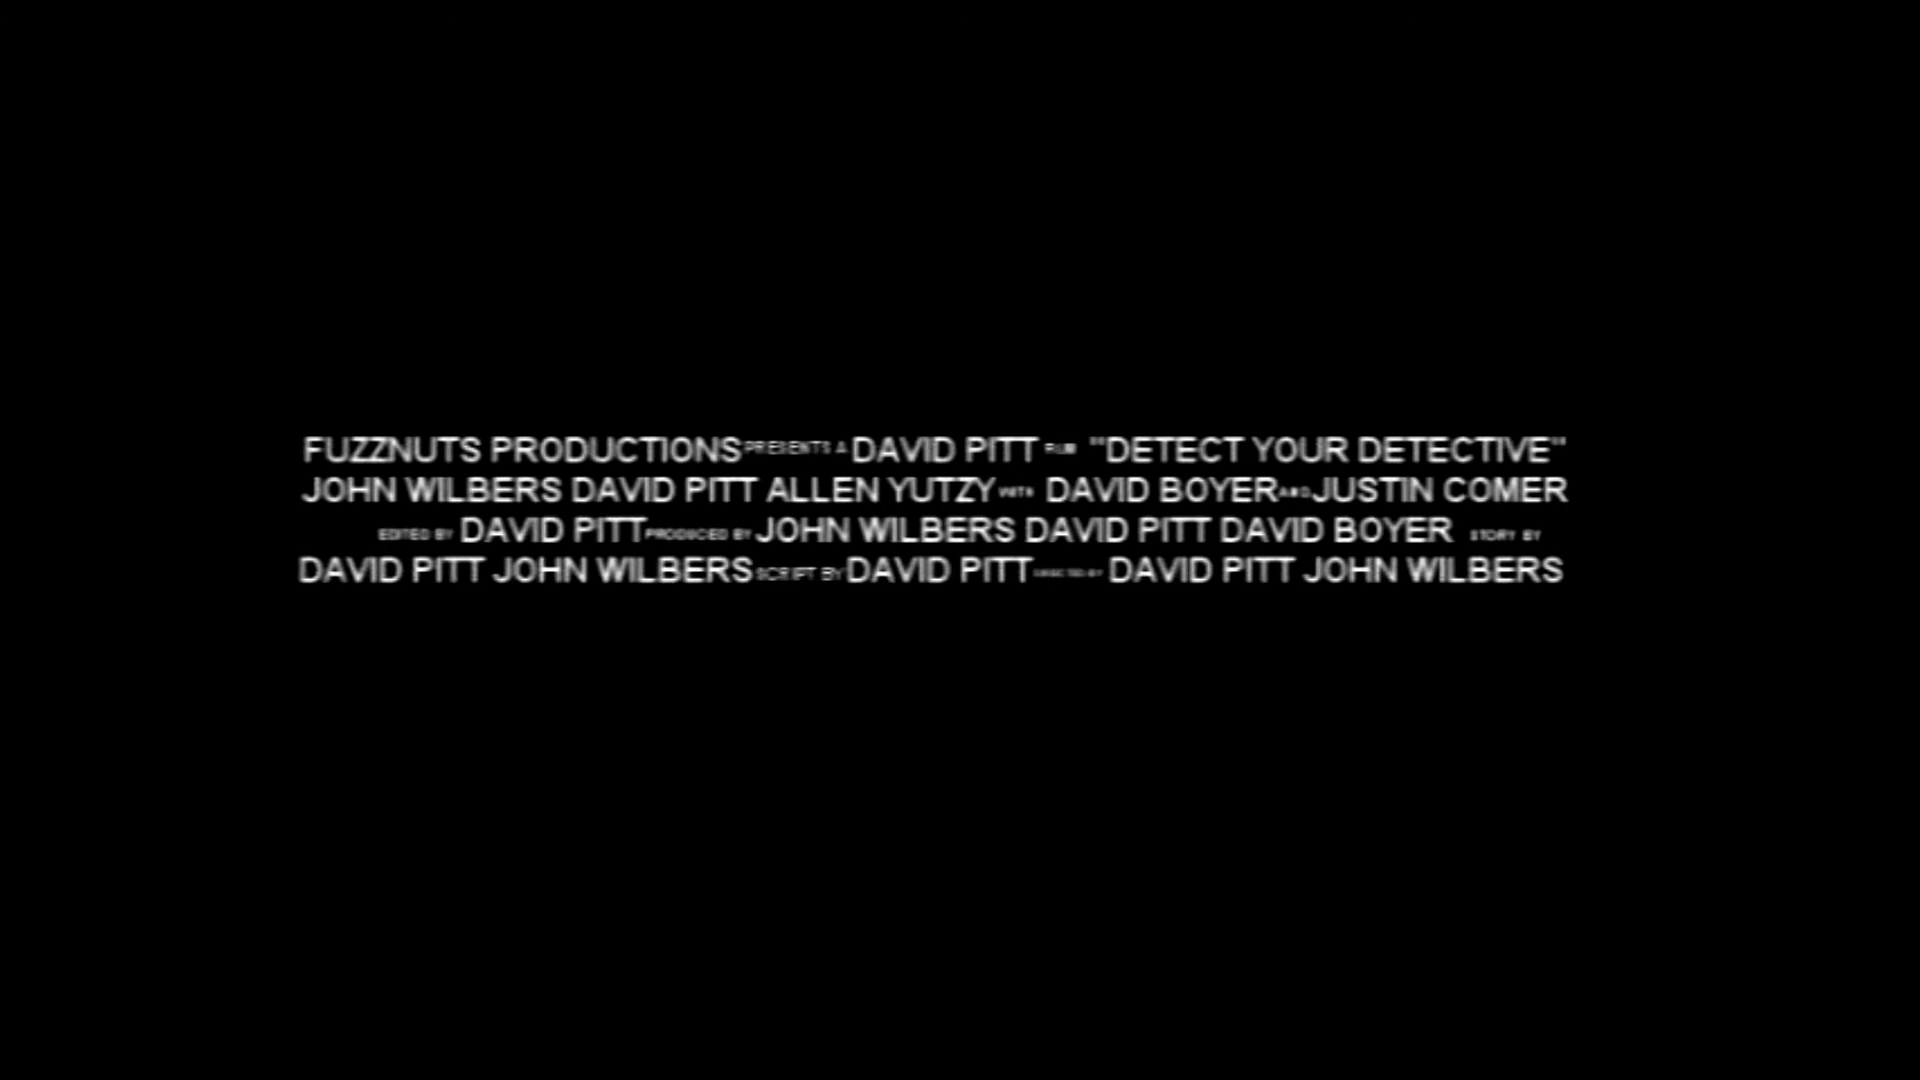 FUZZNUTS PRODUCTIONS PRESENTS A DAVID PITT FILM "DETECT YOUR DETECTIVE"
JOHN WILBERS DAVID PITT ALLEN YUTZY WITH DAVID BOYER AND JUSTIN COMER
EDITED BY DAVID PITT PRODUCED BY JOHN WILBERS DAVID PITT DAVID BOYER STORY BY
DAVID PITT JOHN WILBERS SCRIPT BY DAVID PITT DIRECTED BY DAVID PITT JOHN WILBERS